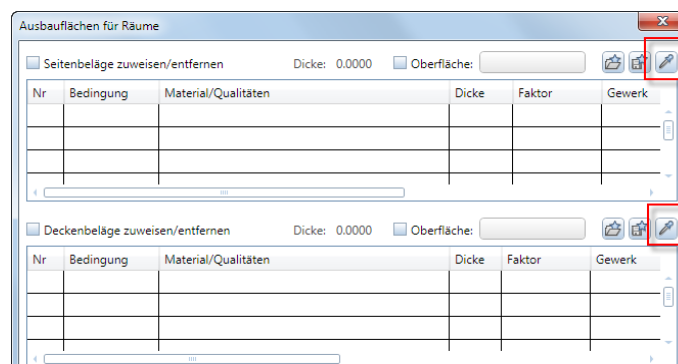 Ausbauflächen für Räume
Seitenbeläge zuweisen/entfernen Dicke: 0.0000 Oberfläche:
Nr Bedingung Material/Qualitäten Dicke Faktor Gewerk
Deckenbeläge zuweisen/entfernen Dicke: 0.0000 Oberfläche:
Nr Bedingung Material/Qualitäten Dicke Faktor Gewerk